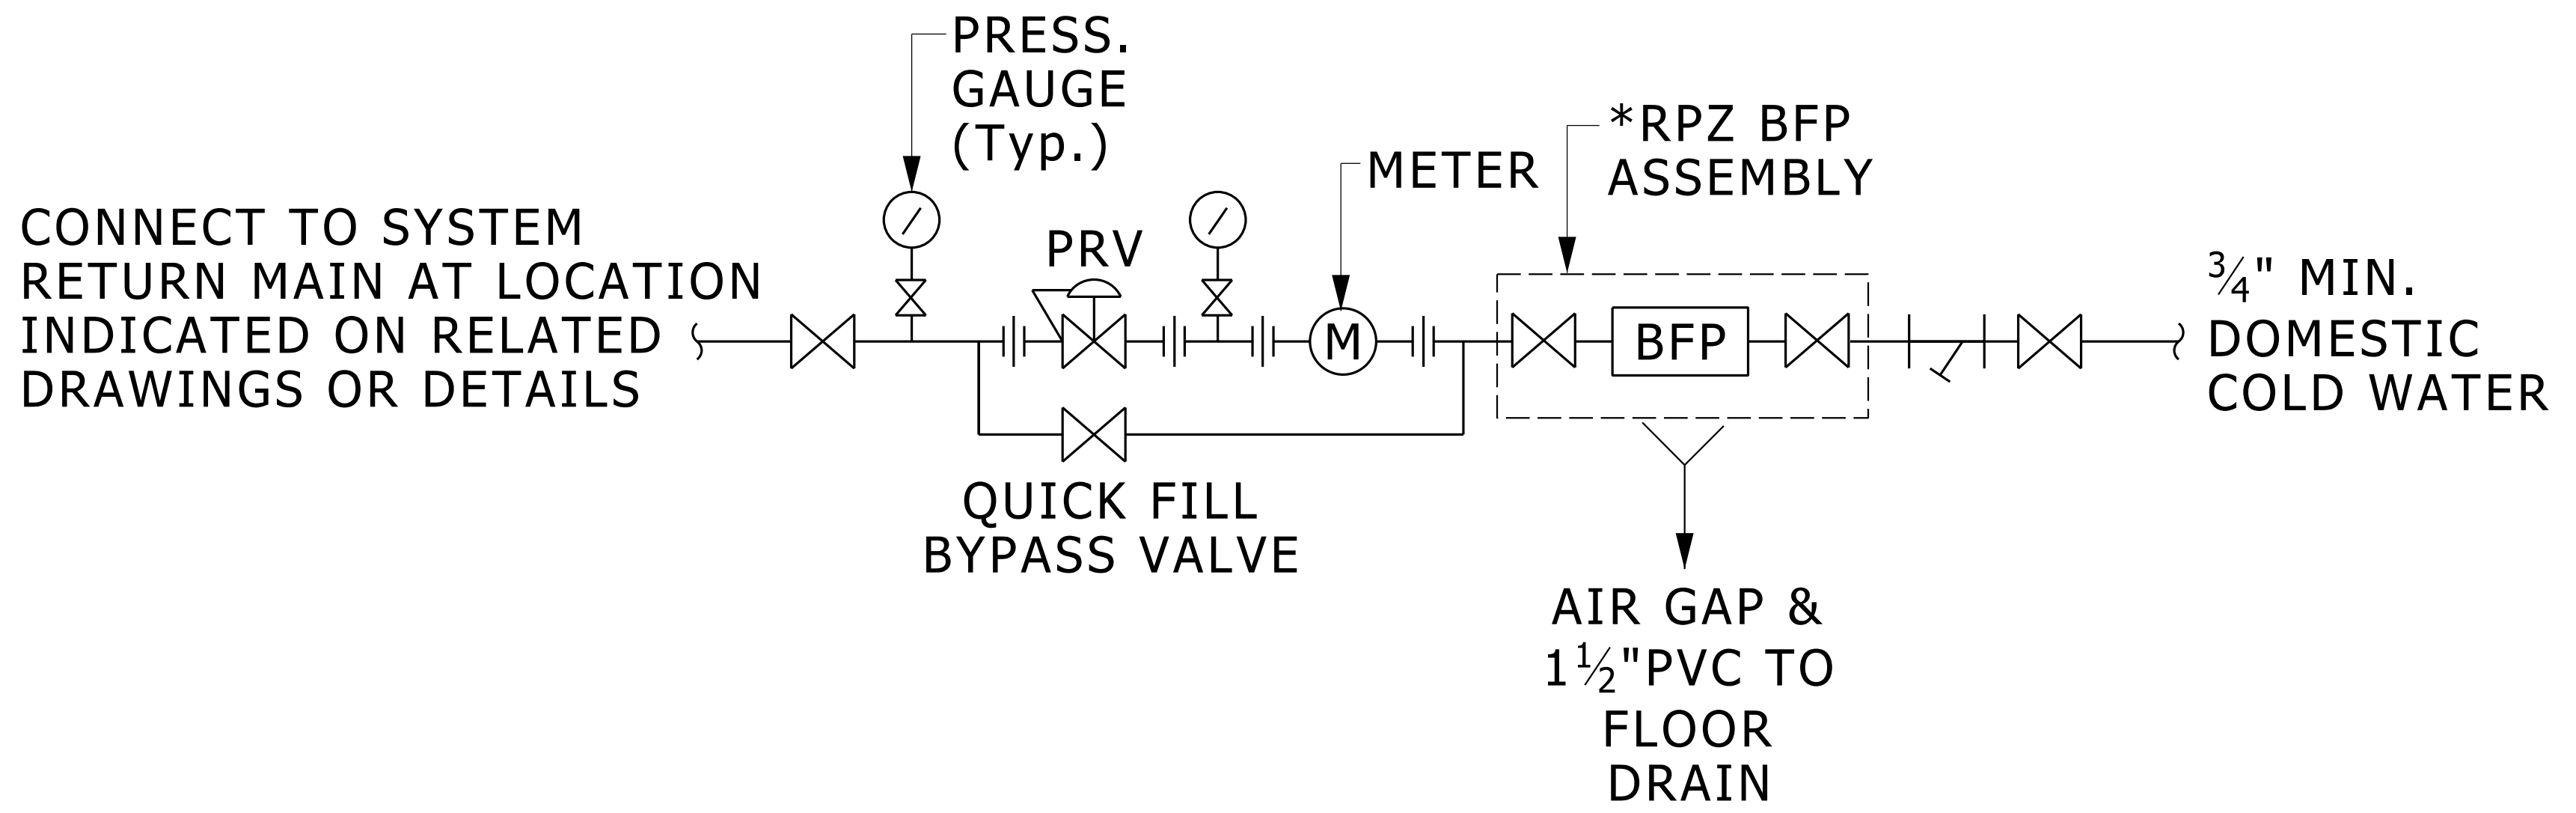 PRESS.
GAUGE
(Typ.)
*RPZ BFP
ASSEMBLY
METER
CONNECT TO SYSTEM
RETURN MAIN AT LOCATION
INDICATED ON RELATED
DRAWINGS OR DETAILS
PRV
M
BFP
¾" MIN.
DOMESTIC
COLD WATER
QUICK FILL
BYPASS VALVE
AIR GAP &
1½"PVC TO
FLOOR
DRAIN